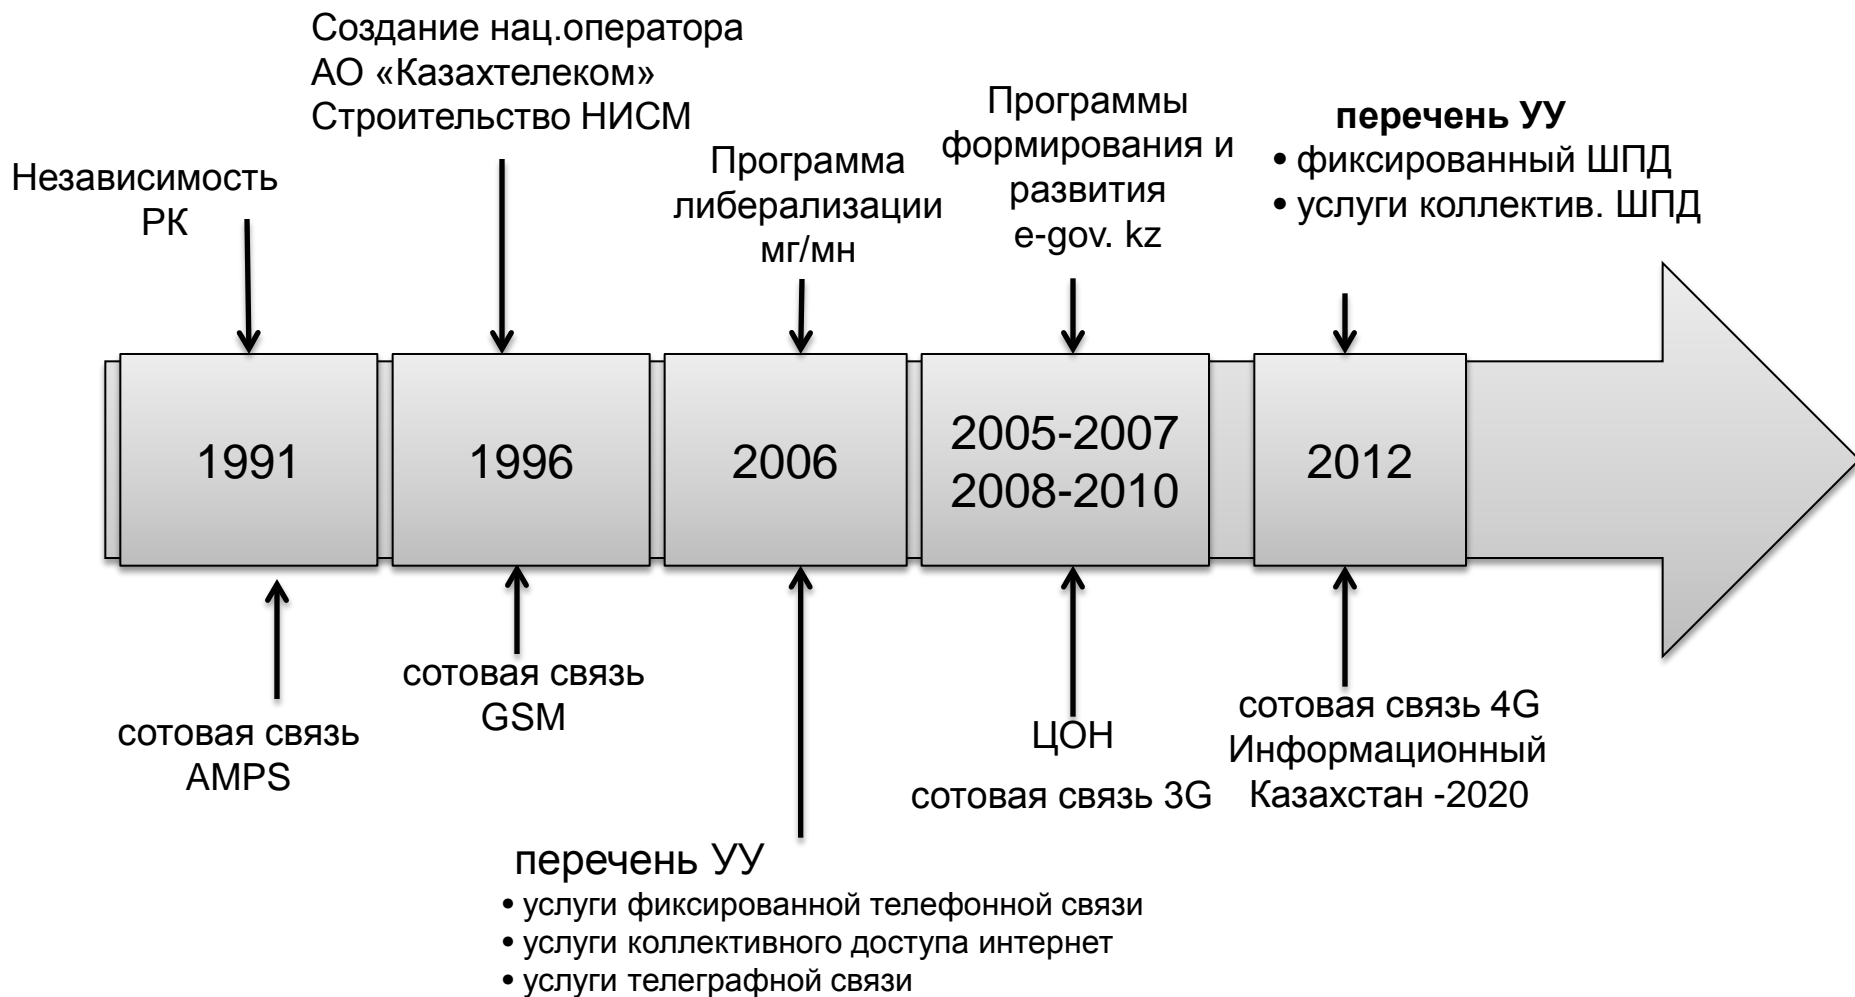 Создание нац.оператора
АО «Казахтелеком»
Строительство НИСМ
Независимость
РК
Программа
либерализации
мг/мн
Программы
формирования и
развития
e-gov. kz
перечень УУ
• фиксированный ШПД
• услуги коллектив. ШПД
1991
1996
2006
2005-2007
2008-2010
2012
сотовая связь
AMPS
сотовая связь
GSM
перечень УУ
• услуги фиксированной телефонной связи
• услуги коллективного доступа интернет
• услуги телеграфной связи
ЦОН
сотовая связь 3G
сотовая связь 4G
Информационный
Казахстан -2020